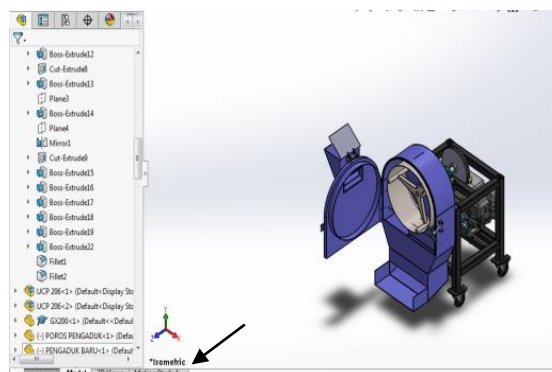 Boss-Extrude12
Cut-Extrude8
Boss-Extrude13
Plane3
Boss-Extrude14
Plane4
Mirror1
Cut-Extrude9
Boss-Extrude15
Boss-Extrude16
Boss-Extrude17
Boss-Extrude18
Boss-Extrude19
Boss-Extrude22
Fillet1
Fillet2
UCP 206<1> (Default<Display Sta
UCP 206<2> (Default<Display Sta
GX200<1> (Default<<Defaul
(-) POROS PENGADUK<1> (Defau
(-) PENGADUK BARU<1> (Defau
*Isometric
Model